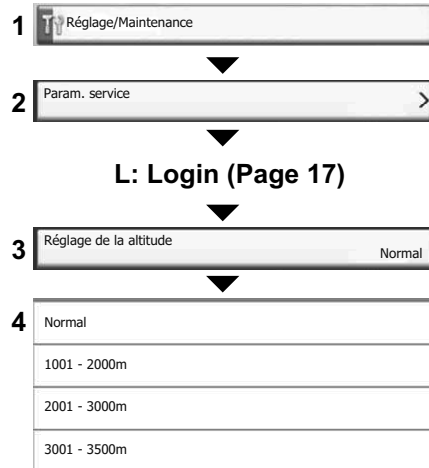 1 Réglage/Maintenance
2 Param. service
L: Login (Page 17)
3 Réglage de la altitude
Normal
4 Normal
1001 - 2000m
2001 - 3000m
3001 - 3500m